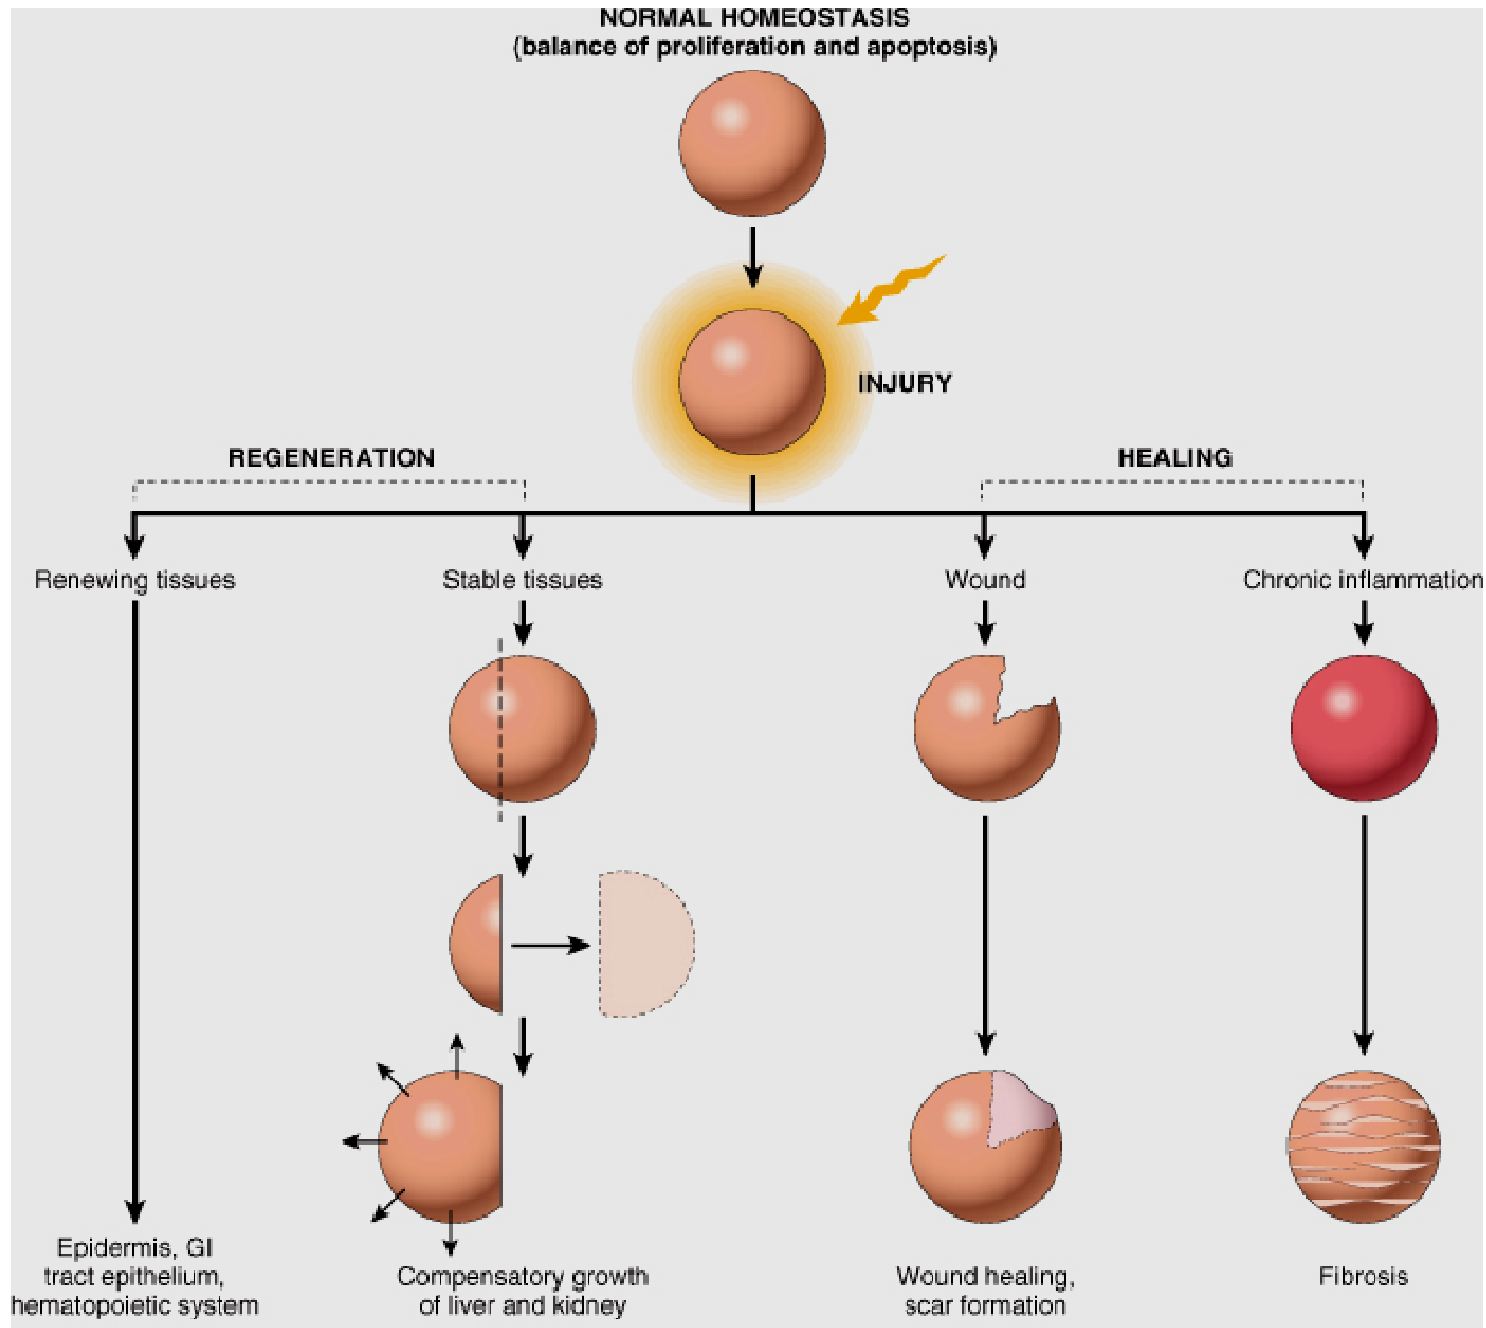 NORMAL HOMEOSTASIS
(balance of proliferation and apoptosis)
INJURY
REGENERATION
HEALING
Renewing tissues
Stable tissues
Wound
Chronic inflammation
Epidermis, GI
tract epithelium,
hematopoietic system
Compensatory growth
of liver and kidney
Wound healing,
scar formation
Fibrosis